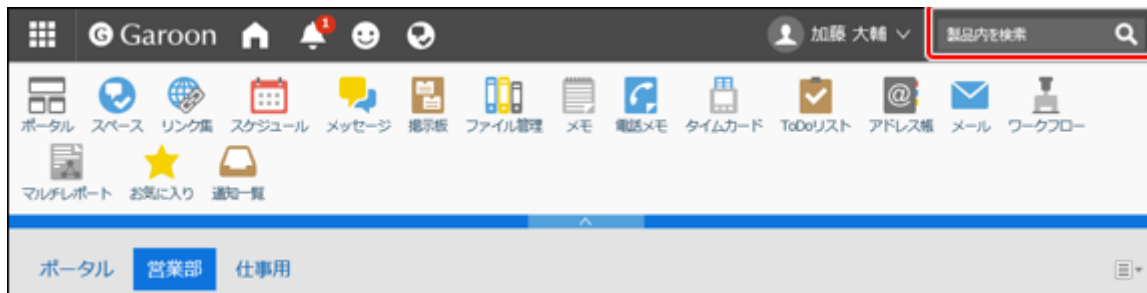 G Garoon 1 加藤 大輔 製品内を検索
ポータル スペース リンク集 スケジュール メッセージ 掲示板 ファイル管理 メモ 電話メモ タイムカード ToDoリスト アドレス帳 メール ワークフロー
マルチレポート お気に入り 通知一覧
ポータル 営業部 仕事用